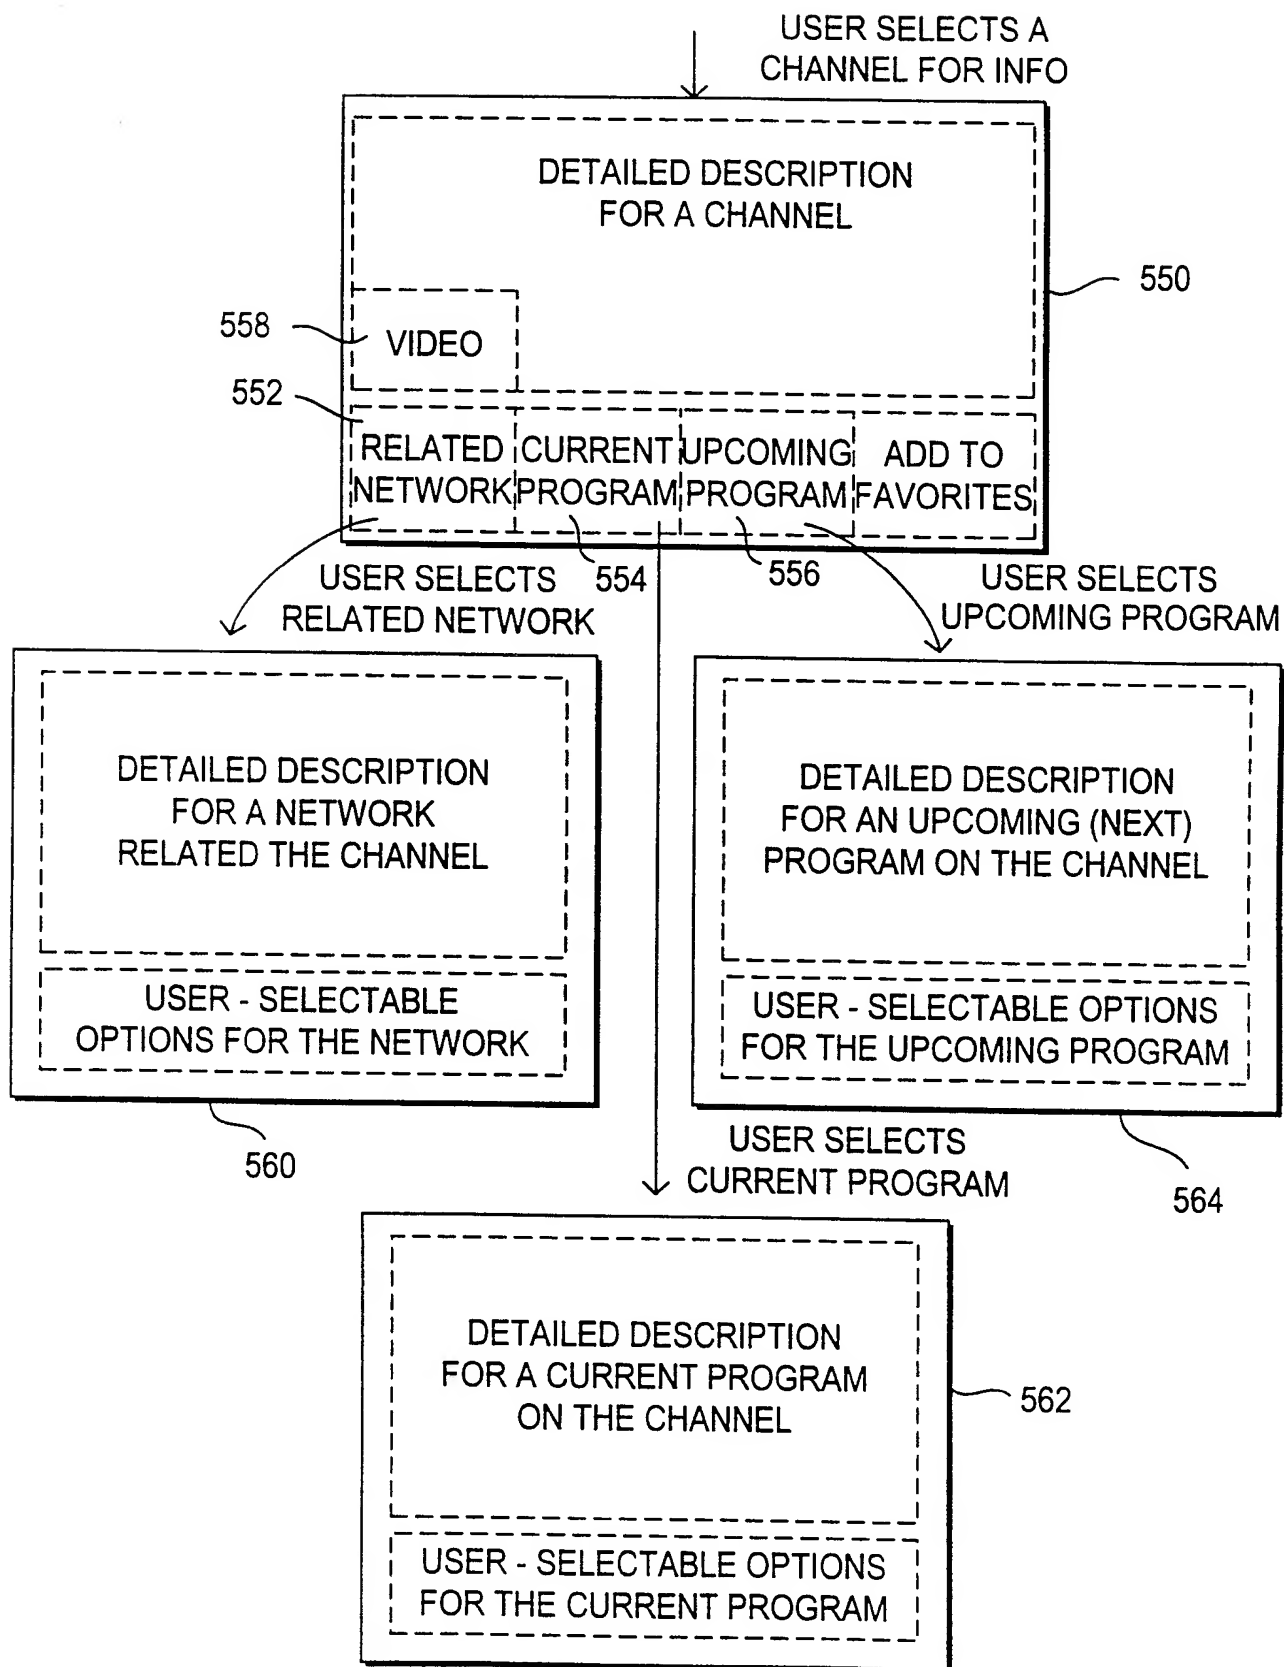 USER SELECTS A
CHANNEL FOR INFO
DETAILED DESCRIPTION
FOR A CHANNEL
550
558
VIDEO
552
RELATED
NETWORK
CURRENT
PROGRAM
UPCOMING
PROGRAM
ADD TO
FAVORITES
554
556
USER SELECTS
RELATED NETWORK
USER SELECTS
UPCOMING PROGRAM
DETAILED DESCRIPTION
FOR A NETWORK
RELATED THE CHANNEL
USER - SELECTABLE
OPTIONS FOR THE NETWORK
560
DETAILED DESCRIPTION
FOR AN UPCOMING (NEXT)
PROGRAM ON THE CHANNEL
USER - SELECTABLE OPTIONS
FOR THE UPCOMING PROGRAM
564
USER SELECTS
CURRENT PROGRAM
DETAILED DESCRIPTION
FOR A CURRENT PROGRAM
ON THE CHANNEL
562
USER - SELECTABLE OPTIONS
FOR THE CURRENT PROGRAM